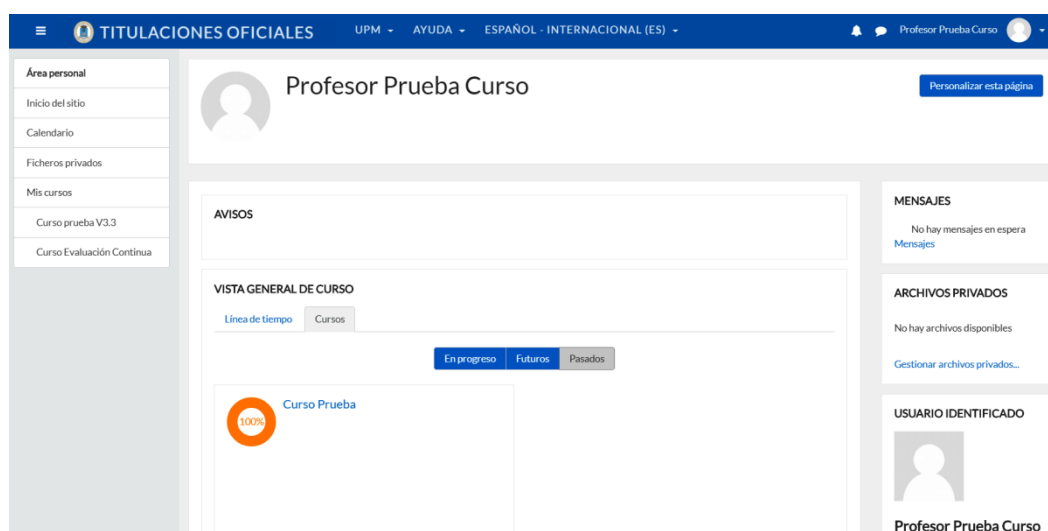 TITULACIONES OFICIALES UPM AYUDA ESPAÑOL - INTERNACIONAL (ES) Profesor Prueba Curso
Área personal
Inicio del sitio
Calendario
Ficheros privados
Mis cursos
Curso prueba V3.3
Curso Evaluación Continua
Profesor Prueba Curso
Personalizar esta página
AVISOS
VISTA GENERAL DE CURSO
Línea de tiempo Cursos
En progreso Futuros Pasados
100% Curso Prueba
MENSAJES
No hay mensajes en espera
Mensajes
ARCHIVOS PRIVADOS
No hay archivos disponibles
Gestionar archivos privados...
USUARIO IDENTIFICADO
Profesor Prueba Curso